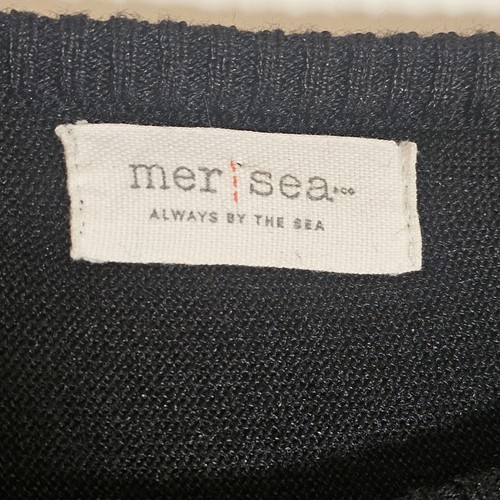 mer|sea &co
ALWAYS BY THE SEA